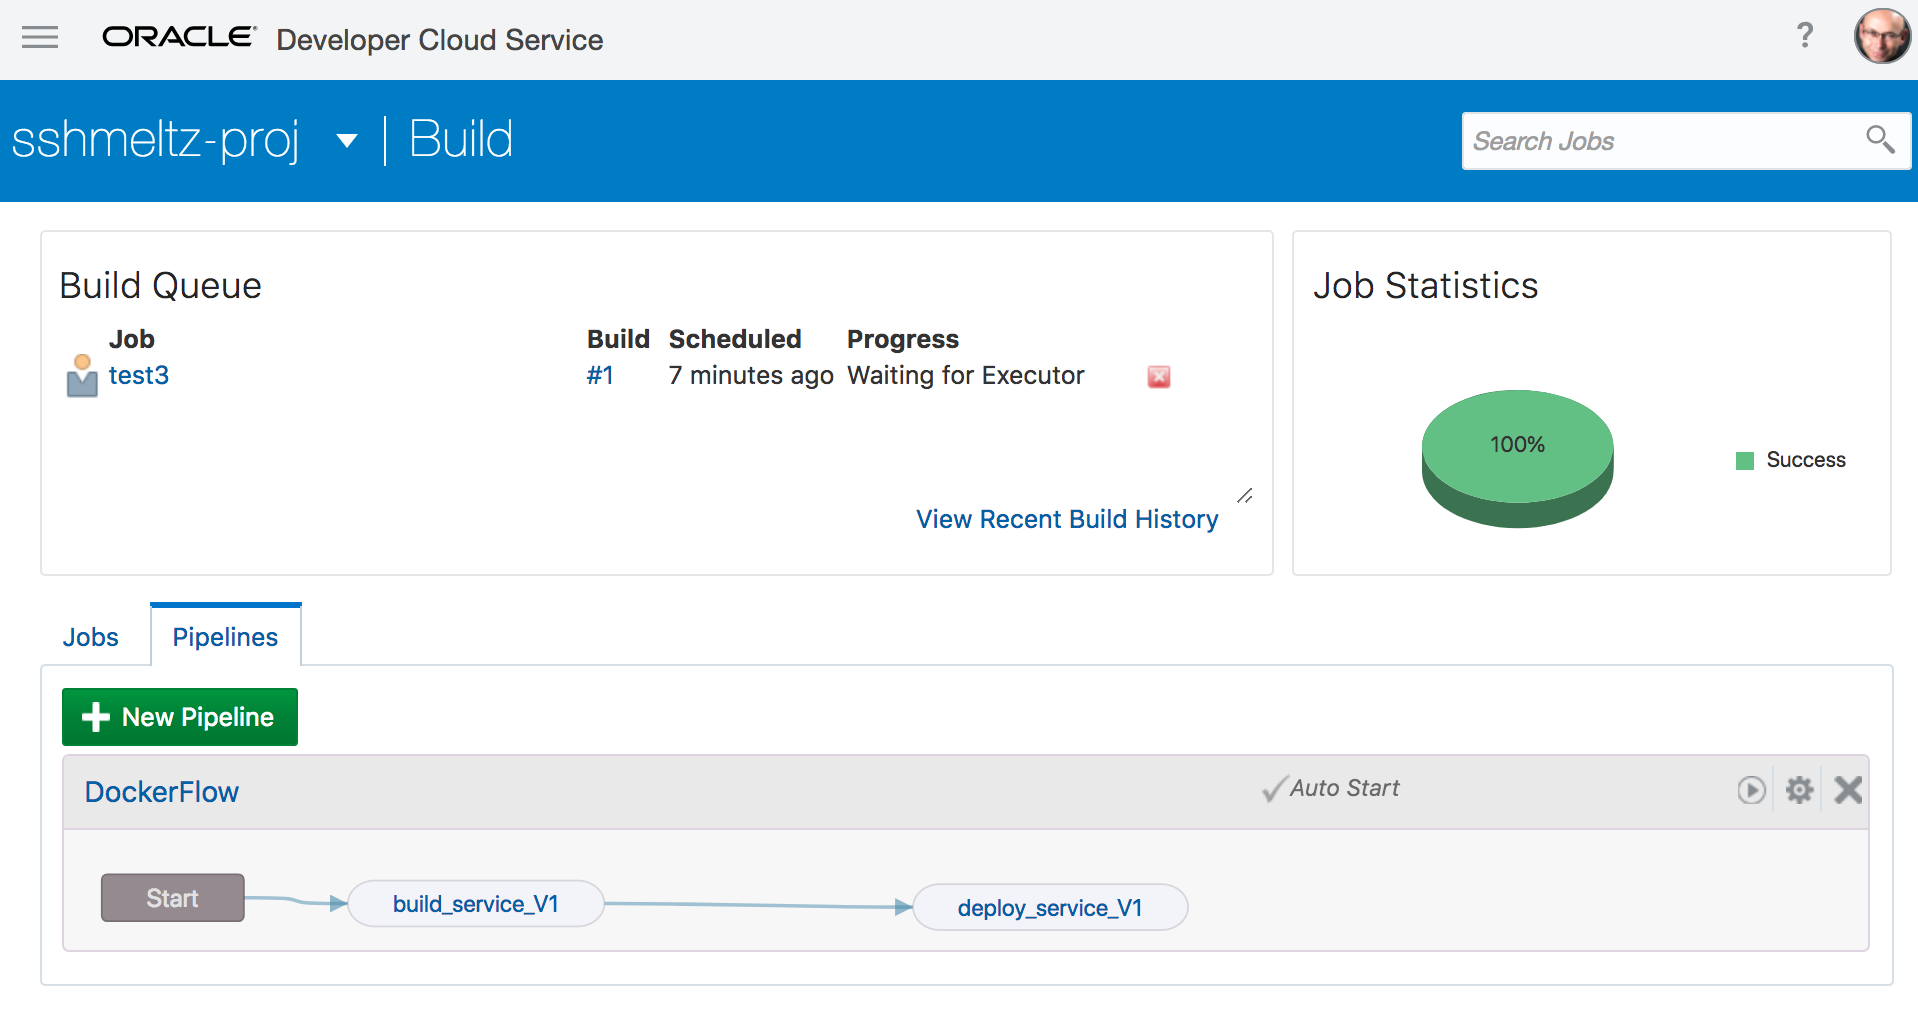 ORACLE Developer Cloud Service ?
sshmeltz-proj Build Search Jobs
Build Queue
Job Build Scheduled Progress
test3 #1 7 minutes ago Waiting for Executor
View Recent Build History
Job Statistics
100%
Success
Jobs Pipelines
New Pipeline
DockerFlow Auto Start
Start build_service_V1 deploy_service_V1